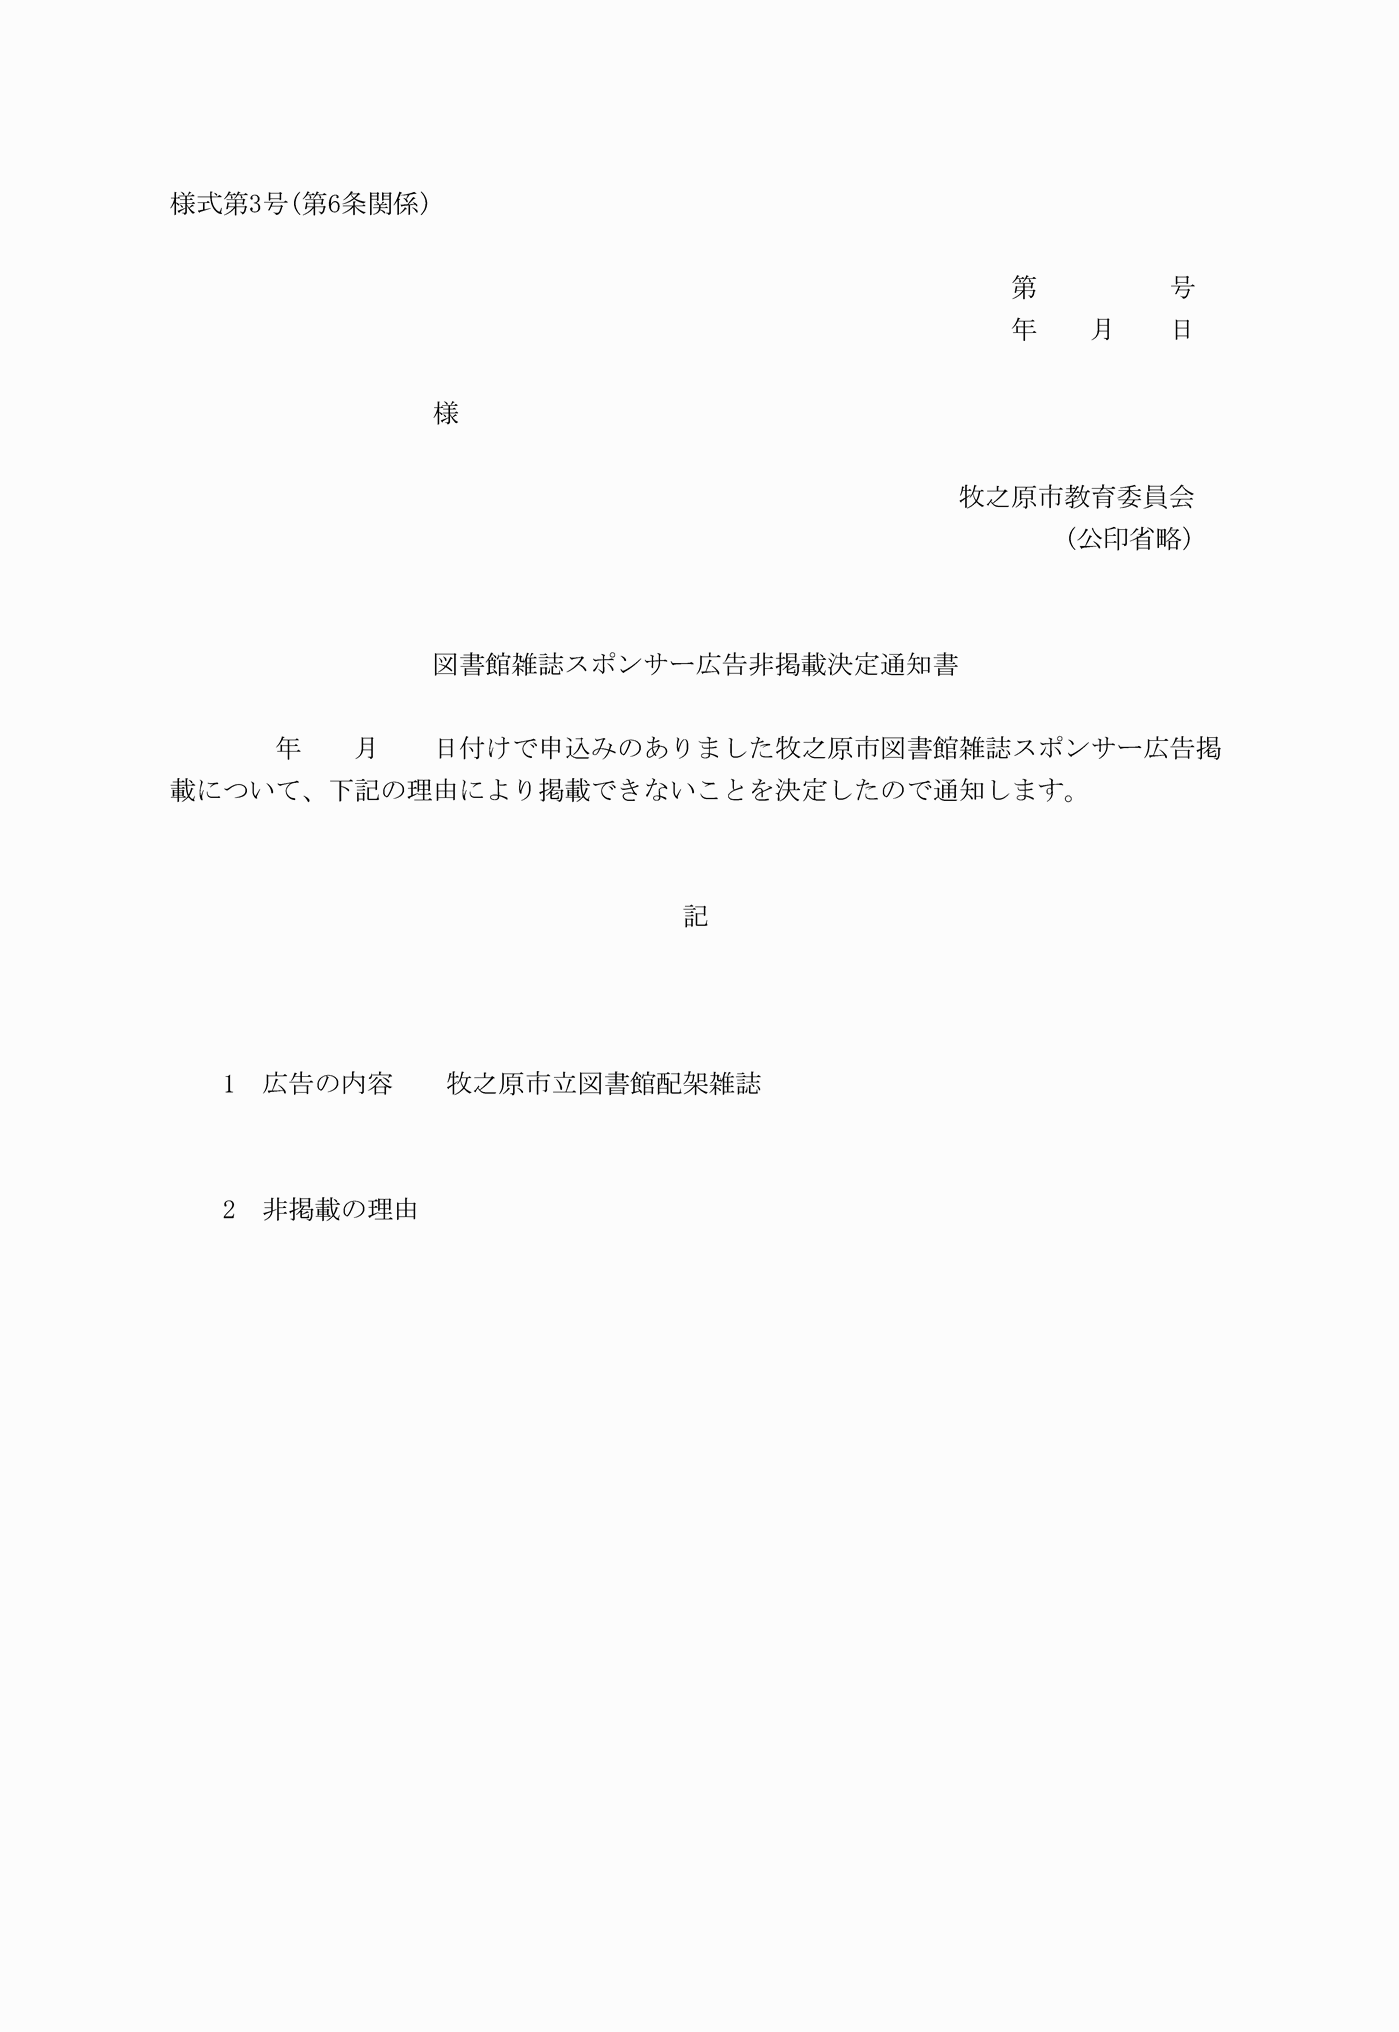 様式第3号(第6条関係)
第　　　　　号
年　　月　　日
様
牧之原市教育委員会
(公印省略)
図書館雑誌スポンサー広告非掲載決定通知書
年　　月　　日付けで申込みのありました牧之原市図書館雑誌スポンサー広告掲
載について、下記の理由により掲載できないことを決定したので通知します。
記
1　広告の内容　　牧之原市立図書館配架雑誌
2　非掲載の理由